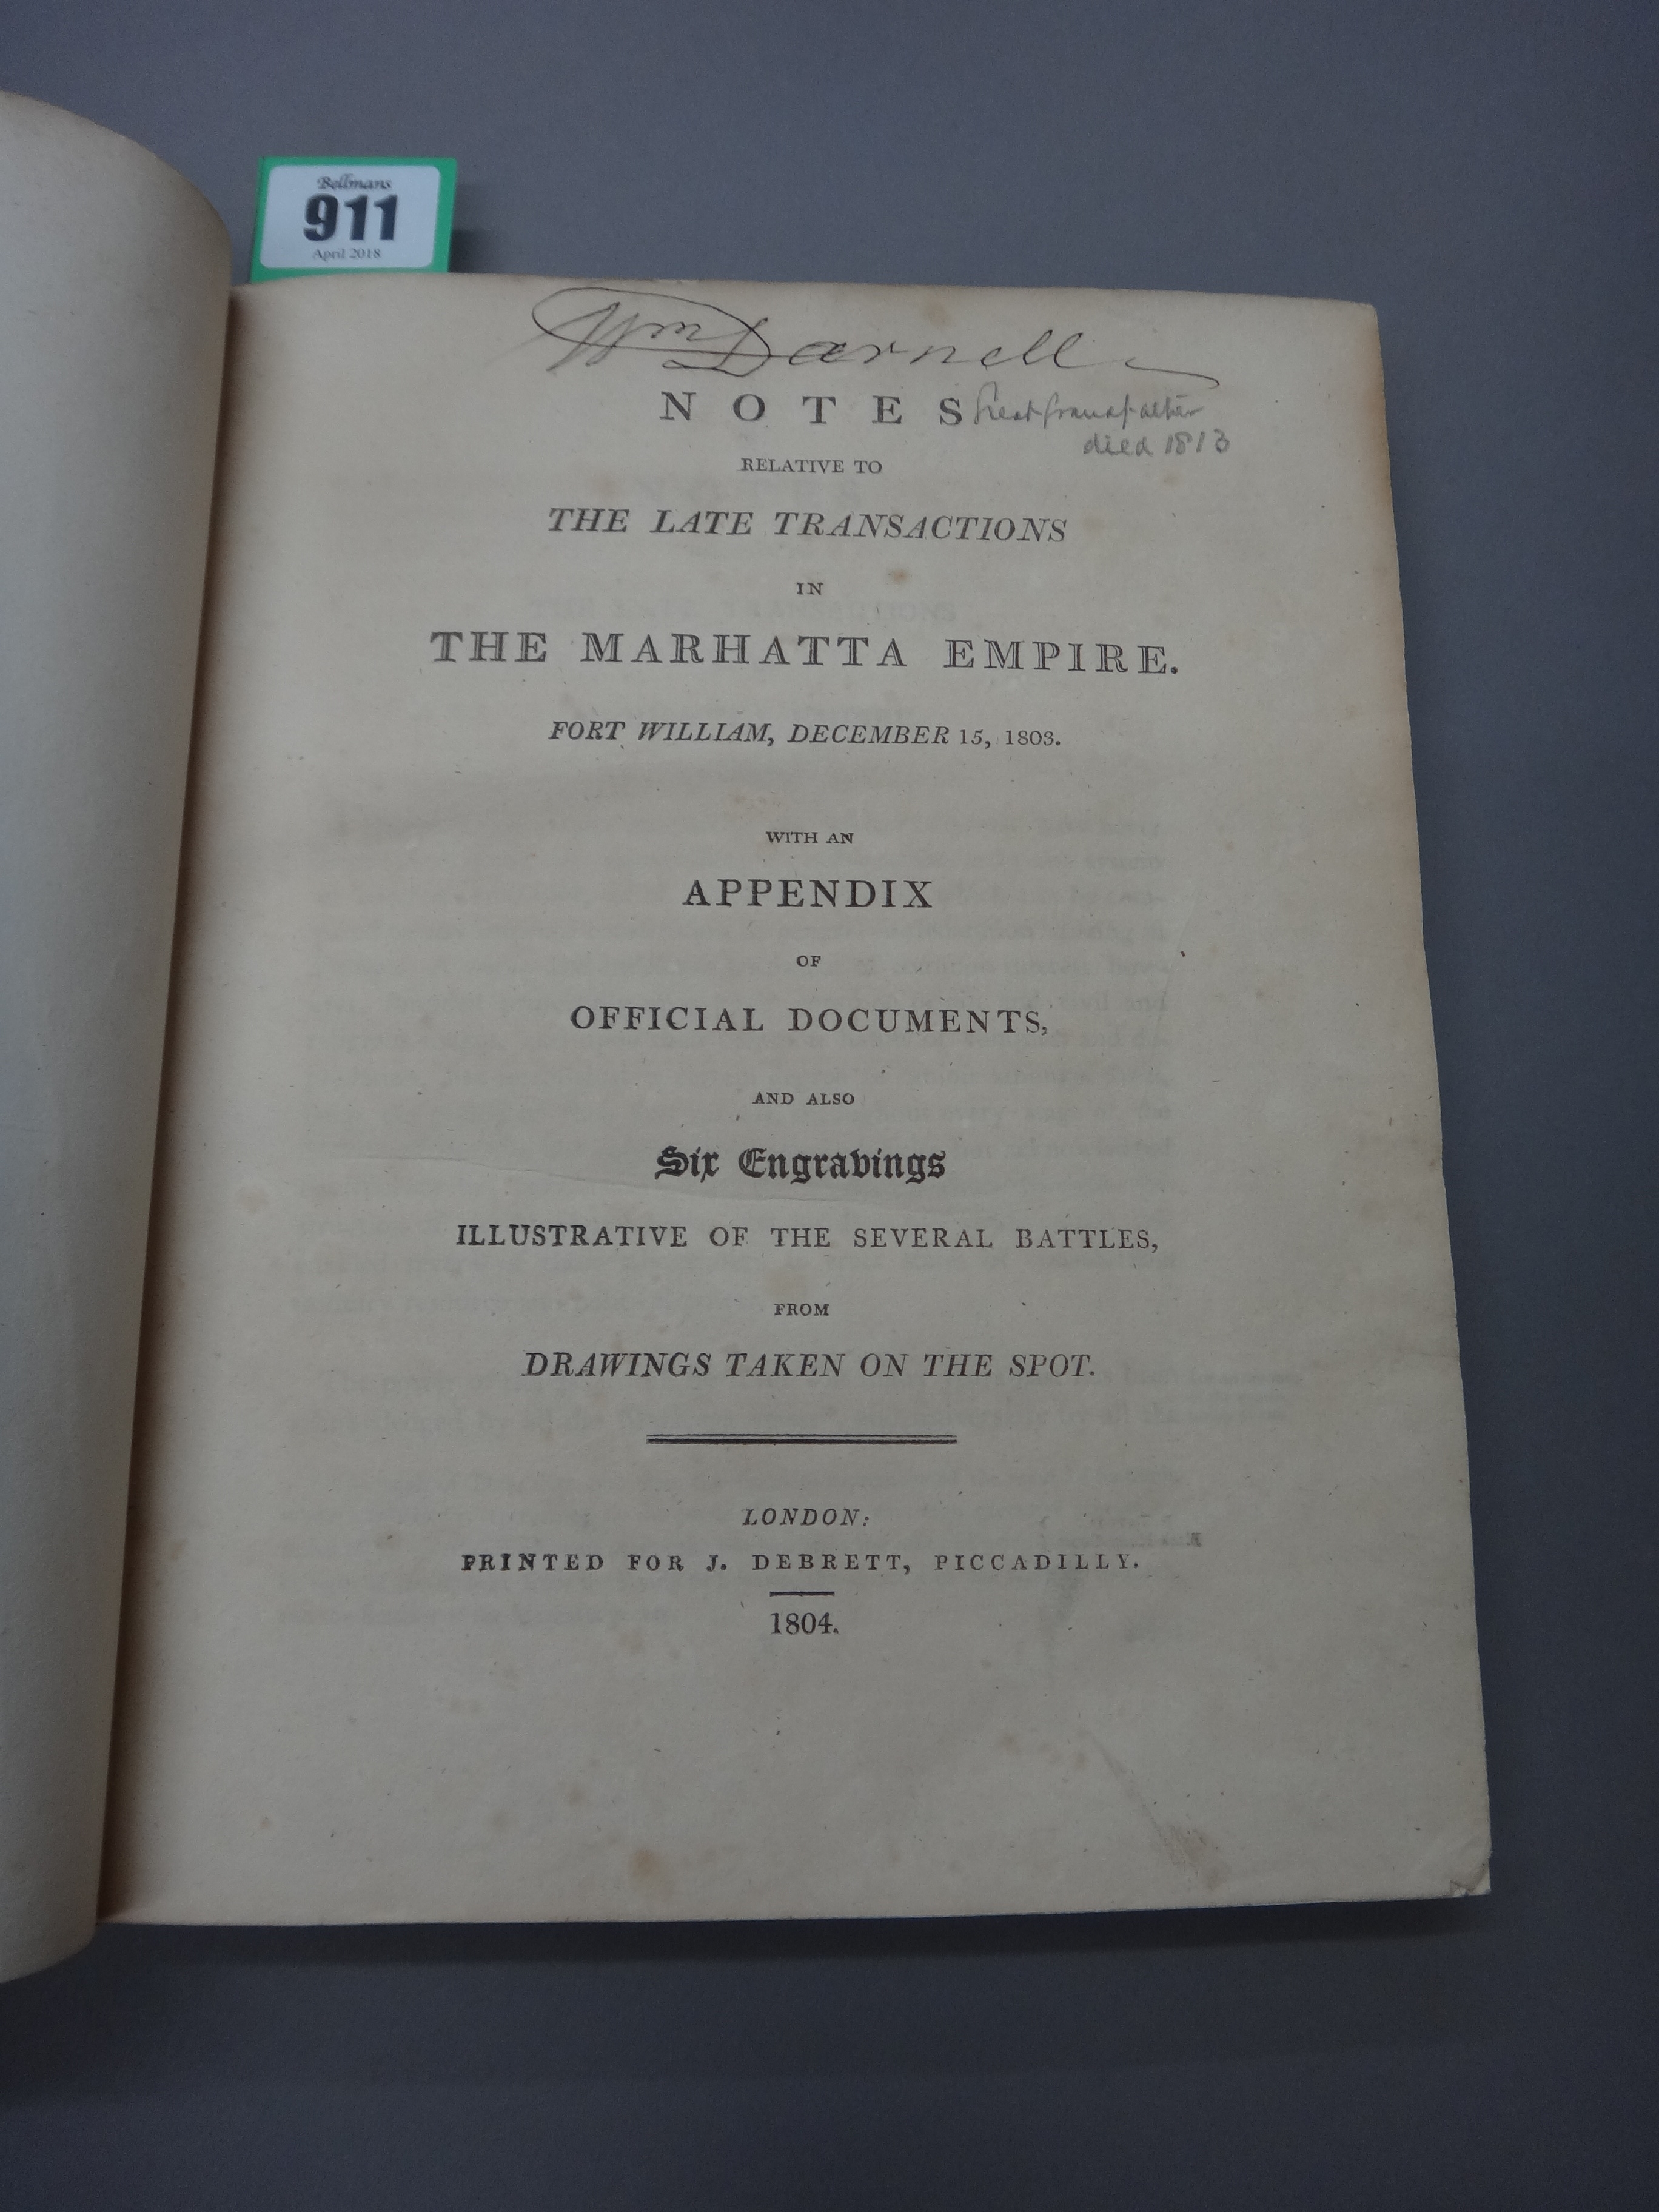 Bellmans
911
April 2018
Wm Darnell
NOTES
Great Grandfather
died 1813
RELATIVE TO
THE LATE TRANSACTIONS
IN
THE MARHATTA EMPIRE.
FORT WILLIAM, DECEMBER 15, 1803.
WITH AN
APPENDIX
OF
OFFICIAL DOCUMENTS,
AND ALSO
Six Engravings
ILLUSTRATIVE OF THE SEVERAL BATTLES,
FROM
DRAWINGS TAKEN ON THE SPOT.
LONDON:
PRINTED FOR J. DEBRETT, PICCADILLY.
1804.